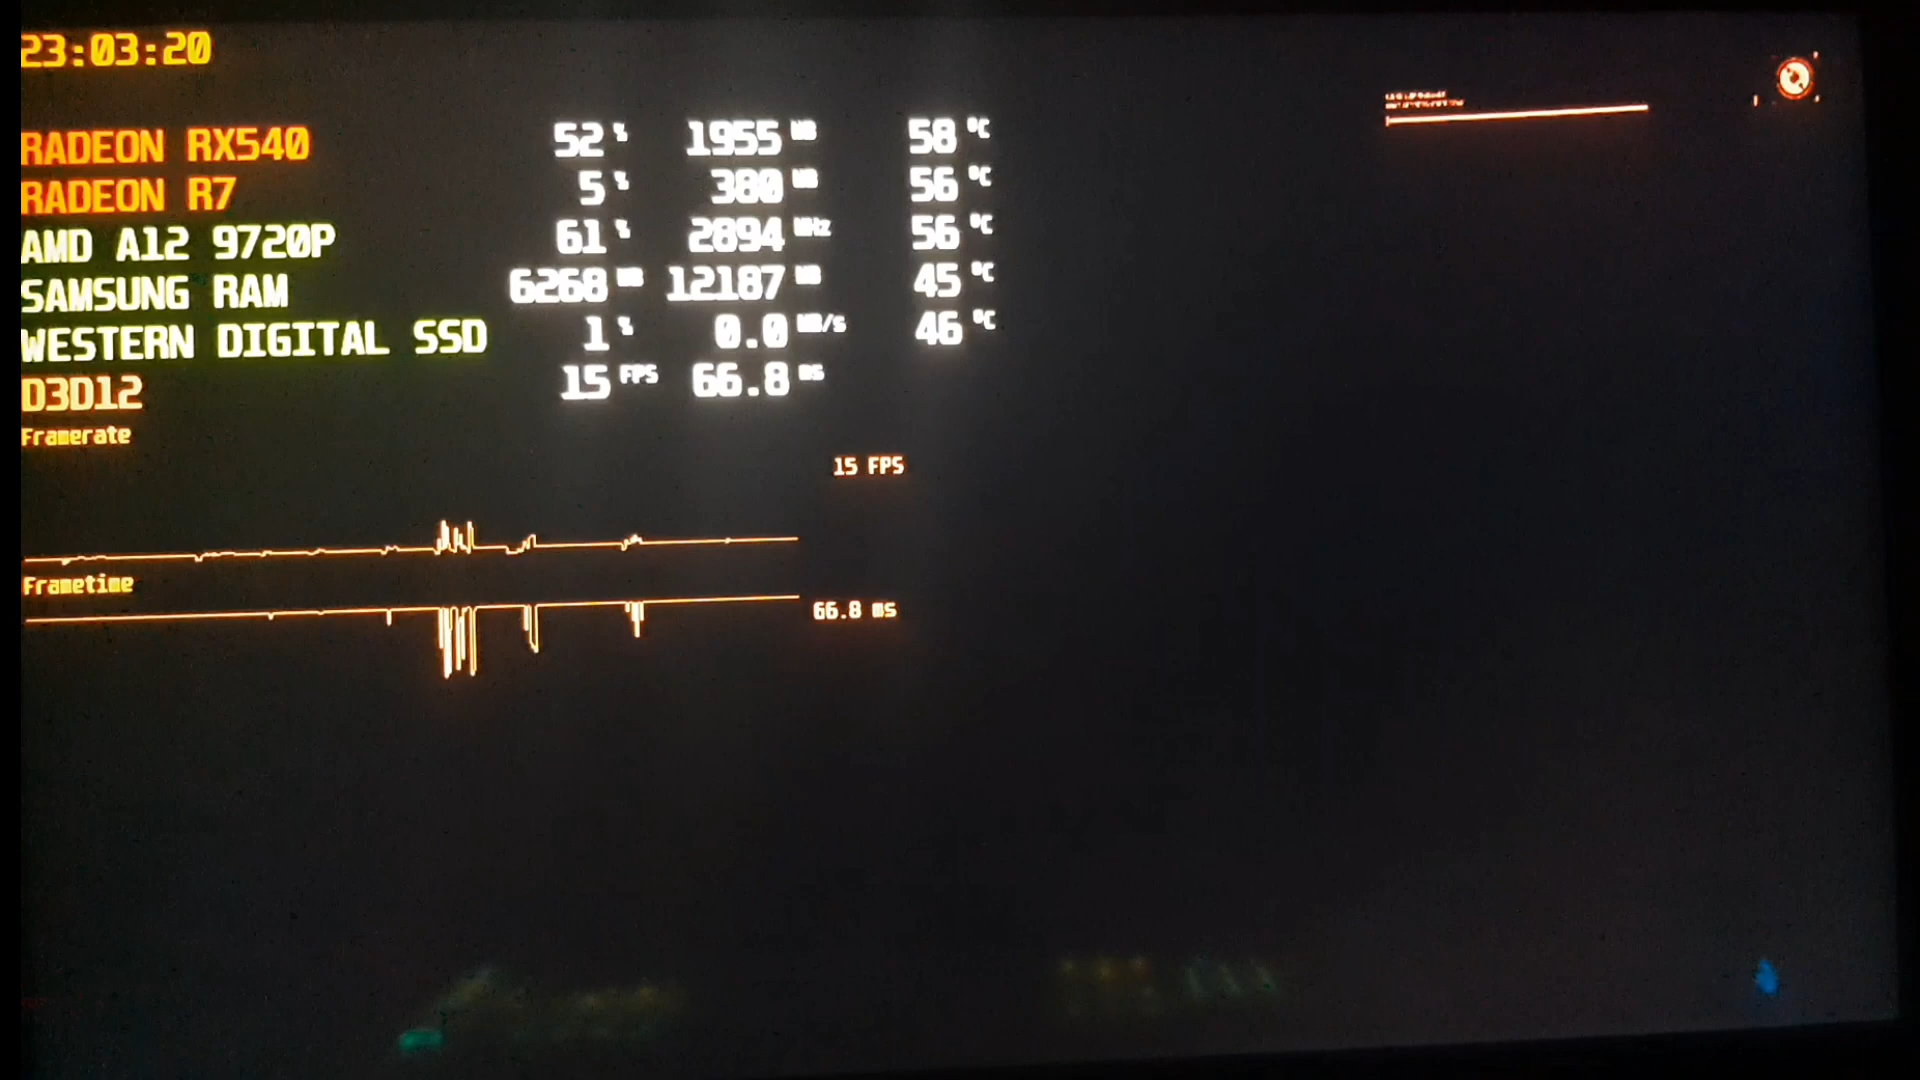 23:03:20
RADEON RX540 52 % 1955 MB 58 °C
RADEON R7 5 % 380 MB 56 °C
AMD A12 9720P 61 % 2894 MHz 56 °C
SAMSUNG RAM 6268 MB 12187 MB 45 °C
WESTERN DIGITAL SSD 1 % 0.0 MB/s 46 °C
D3D12 15 FPS 66.8 ms
Framerate
15 FPS
Frametime
66.8 ms